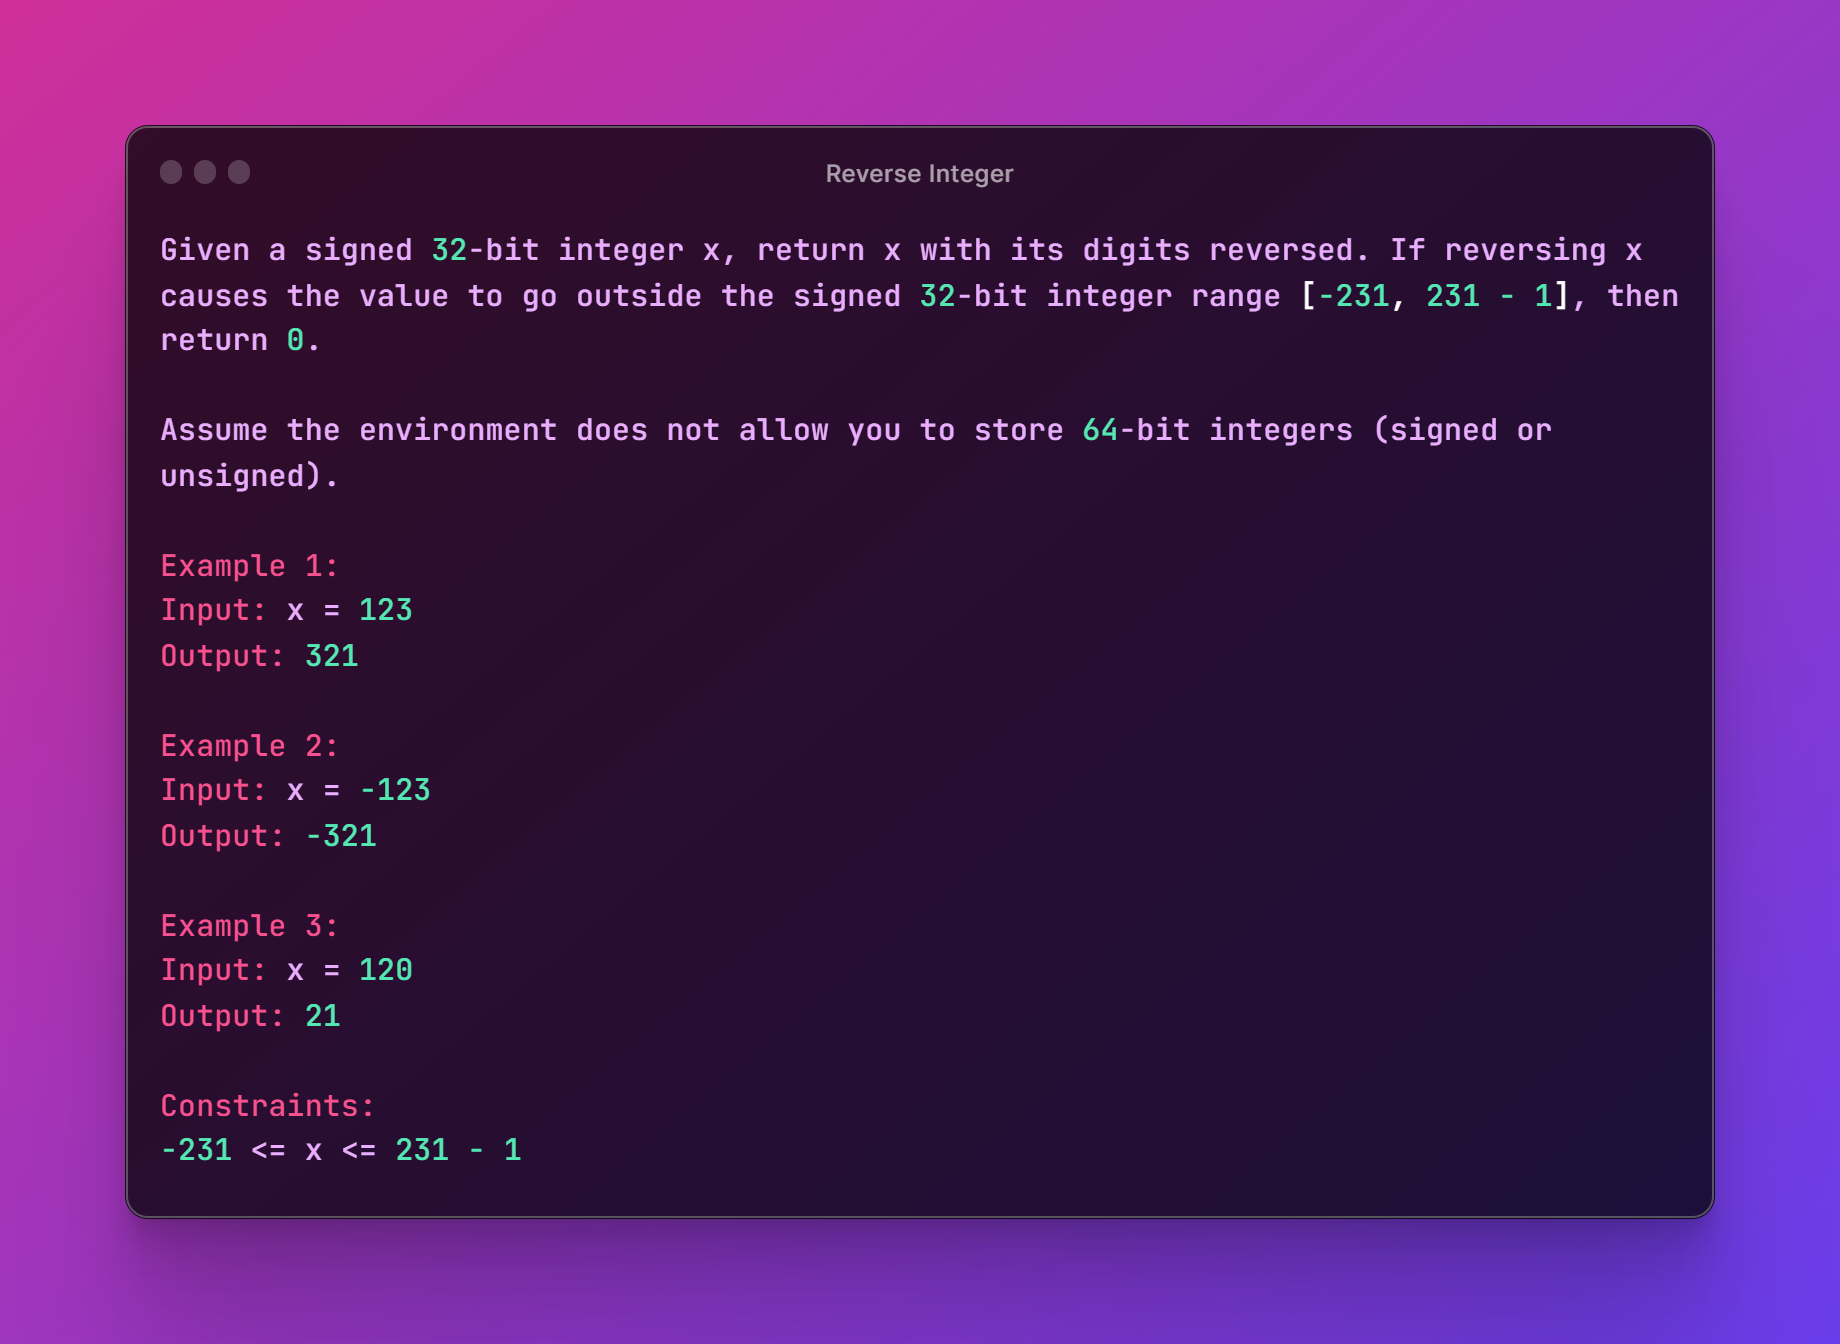 Reverse Integer
Given a signed 32-bit integer x, return x with its digits reversed. If reversing x
causes the value to go outside the signed 32-bit integer range [-231, 231 - 1], then
return 0.
Assume the environment does not allow you to store 64-bit integers (signed or
unsigned).
Example 1:
Input: x = 123
Output: 321
Example 2:
Input: x = -123
Output: -321
Example 3:
Input: x = 120
Output: 21
Constraints:
-231 <= x <= 231 - 1